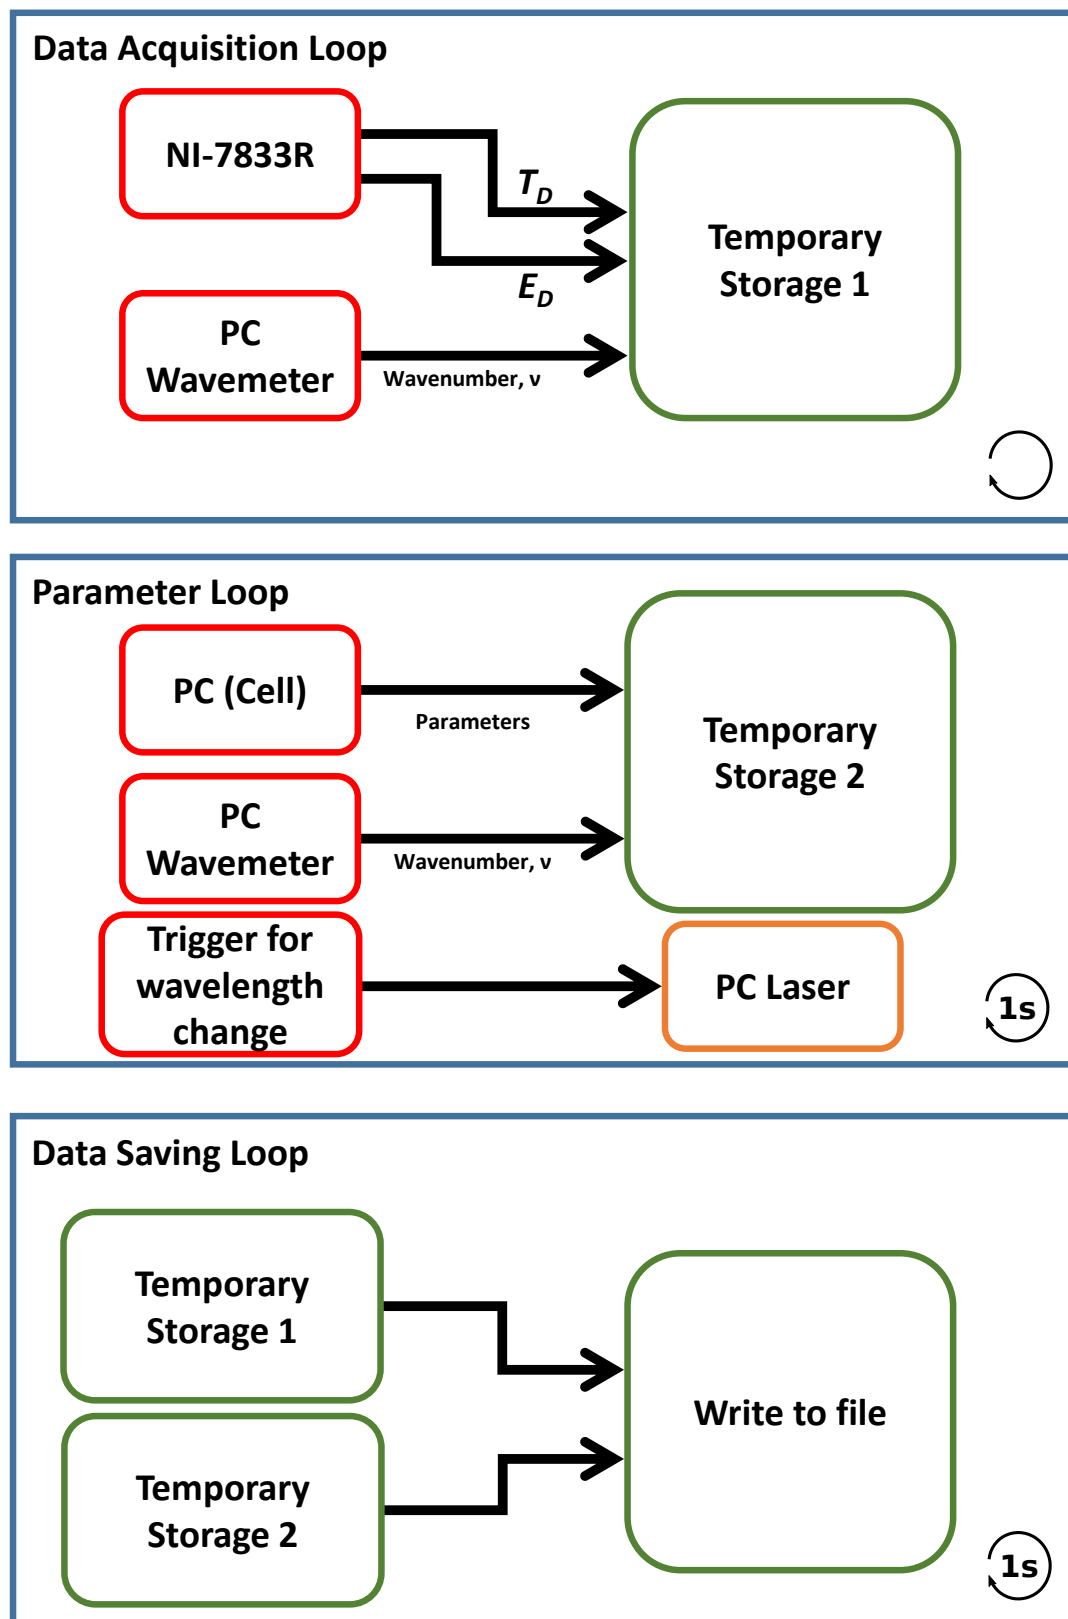 Data Acquisition Loop
NI-7833R
T_D
E_D
Temporary
Storage 1
PC
Wavemeter
Wavenumber, ν
Parameter Loop
PC (Cell)
Parameters
Temporary
Storage 2
PC
Wavemeter
Wavenumber, ν
Trigger for
wavelength
change
PC Laser
1s
Data Saving Loop
Temporary
Storage 1
Write to file
Temporary
Storage 2
1s